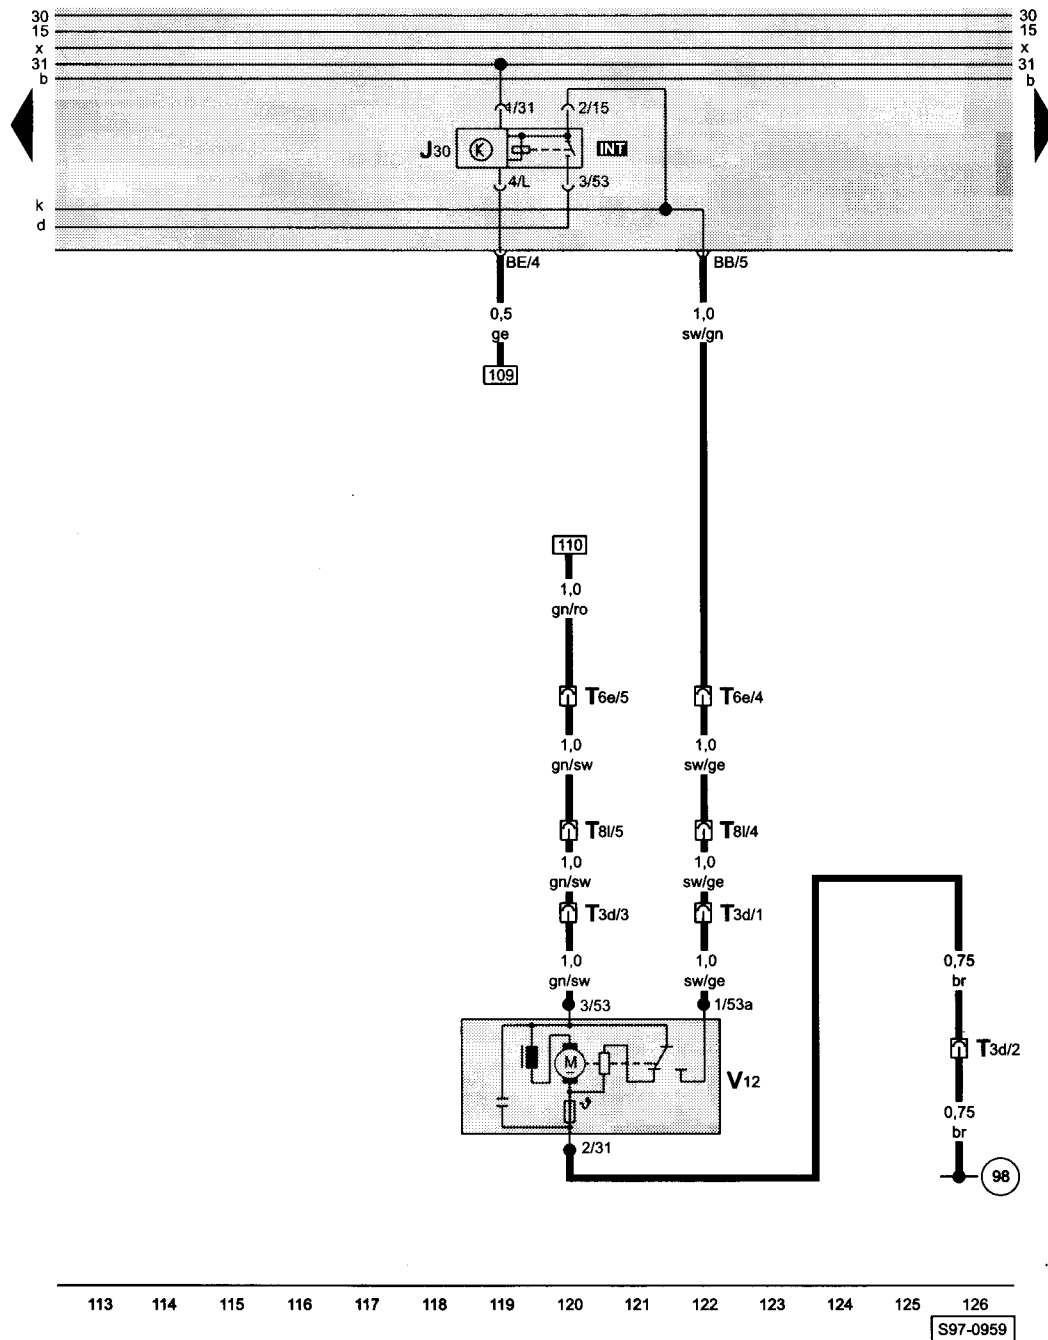 30 30
15 15
x x
31 31
b b
1/31 2/15
J30 K INT
4/L 3/53
k
d
BE/4 BB/5
0,5 1,0
ge sw/gn
109
110
1,0
gn/ro
T6e/5 T6e/4
1,0 1,0
gn/sw sw/ge
T8l/5 T8l/4
1,0 1,0
gn/sw sw/ge
T3d/3 T3d/1
1,0 1,0 0,75
gn/sw sw/ge br
3/53 1/53a
M T3d/2
V12
ϑ
0,75
br
2/31
98
113 114 115 116 117 118 119 120 121 122 123 124 125 126
S97-0959